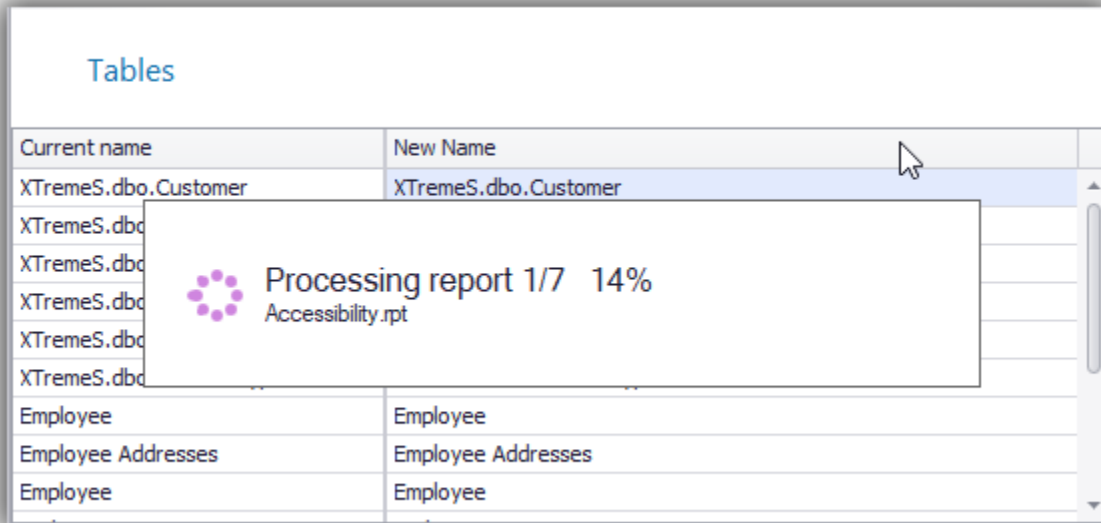 Tables
Current name New Name
XTremeS.dbo.Customer XTremeS.dbo.Customer
XTremeS.dbo
XTremeS.dbo
XTremeS.dbo
XTremeS.dbo
XTremeS.dbo
Processing report 1/7 14%
Accessibility.rpt
Employee Employee
Employee Addresses Employee Addresses
Employee Employee